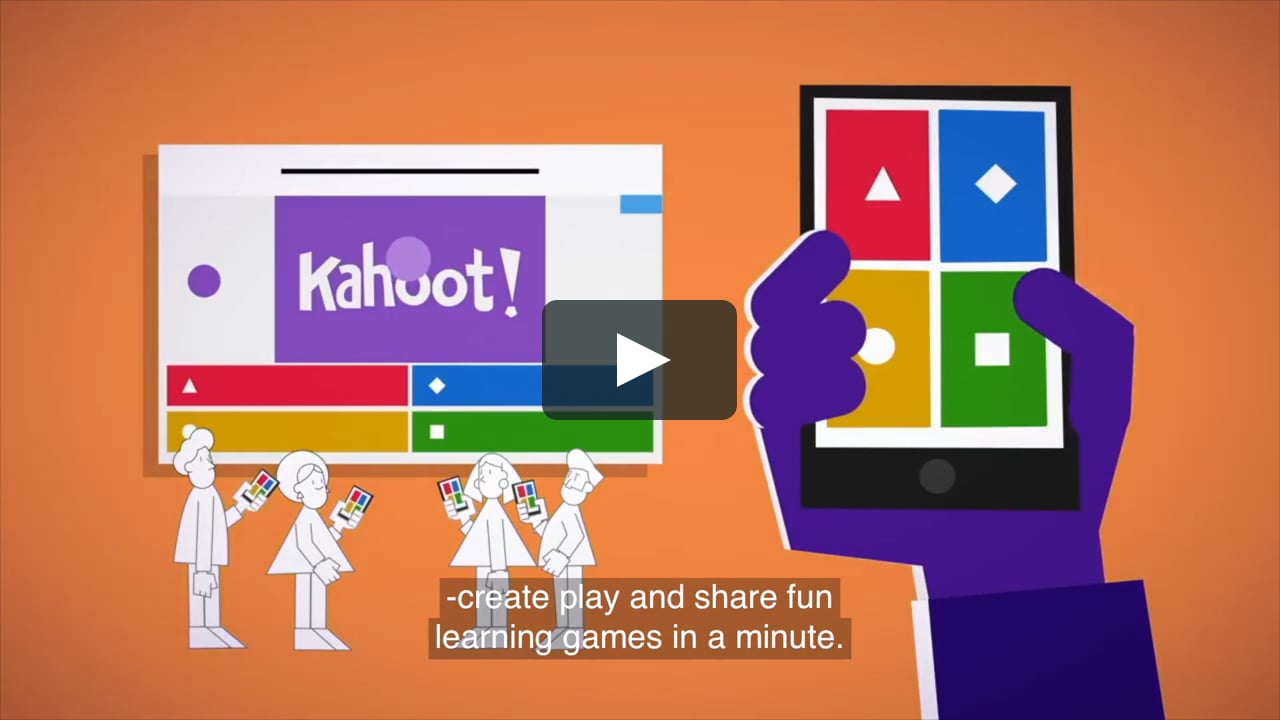 Kahoot!
-create play and share fun
learning games in a minute.